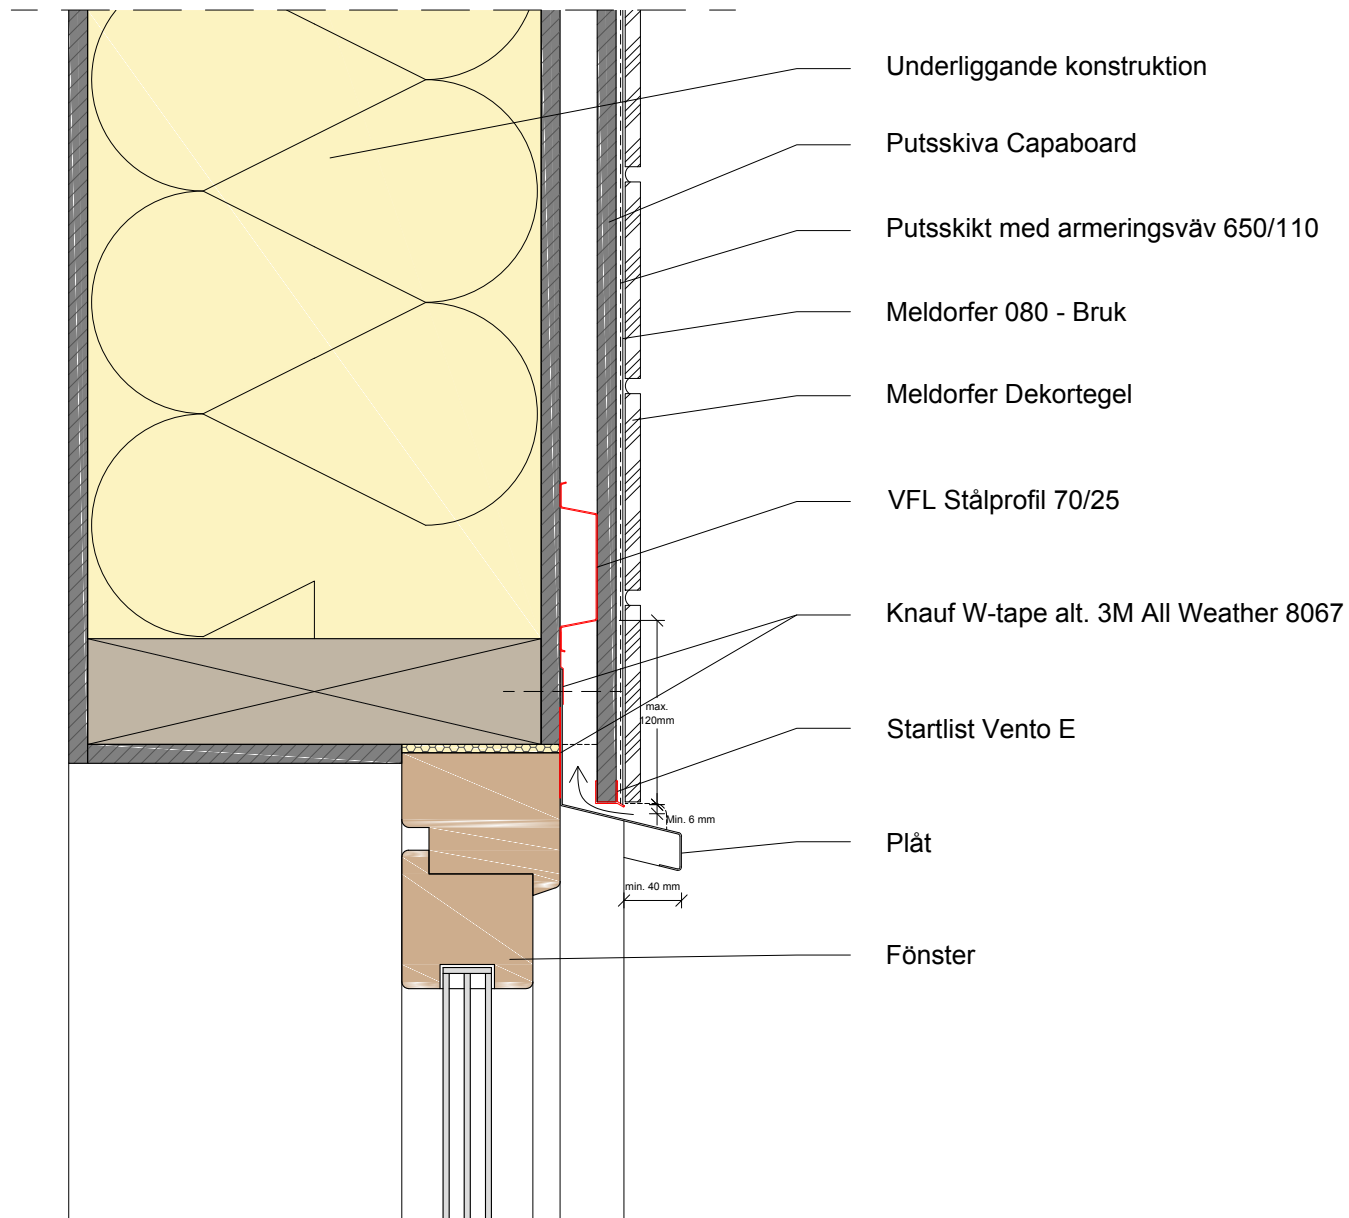 Underliggande konstruktion
Putsskiva Capaboard
Putsskikt med armeringsväv 650/110
Meldorfer 080 - Bruk
Meldorfer Dekortegel
VFL Stålprofil 70/25
Knauf W-tape alt. 3M All Weather 8067
max.
120mm
Startlist Vento E
Min. 6 mm
Plåt
min. 40 mm
Fönster